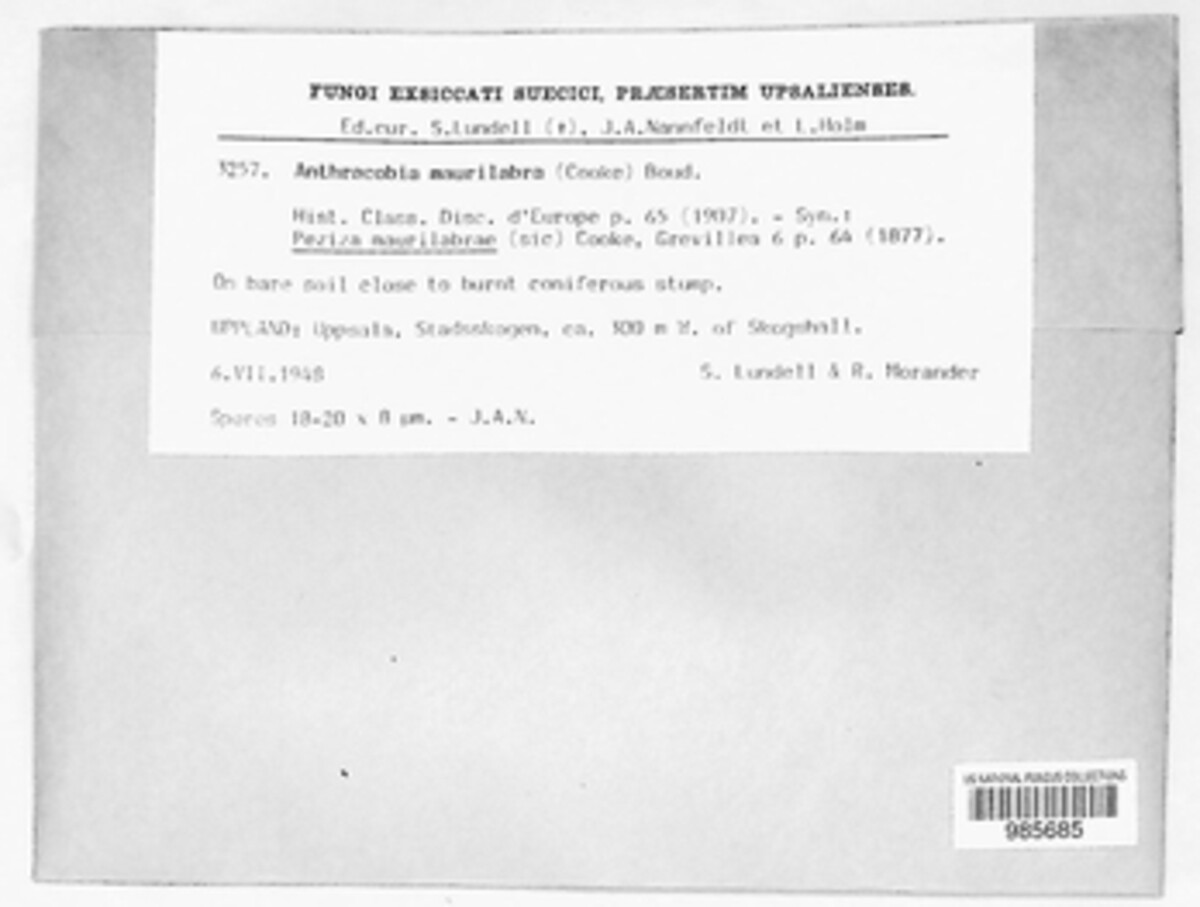 FUNGI EXSICCATI SUECICI, PRÆSERTIM UPSALIENSES.
Ed.cur. S.Lundell (†), J.A.Nannfeldt et L.Holm
3257. Anthracobia maurilabra (Cooke) Boud.
Hist. Class. Disc. d'Europe p. 65 (1907). - Syn.:
Peziza maurilabrae (sic) Cooke, Grevillea 6 p. 64 (1877).
On bare soil close to burnt coniferous stump.
UPPLAND: Uppsala, Stadsskogen, ca. 300 m W. of Skogshall.
6.VII.1948 S. Lundell & R. Morander
Spores 18-20 x 8 µm. - J.A.N.
US NATIONAL FUNGUS COLLECTIONS
985685